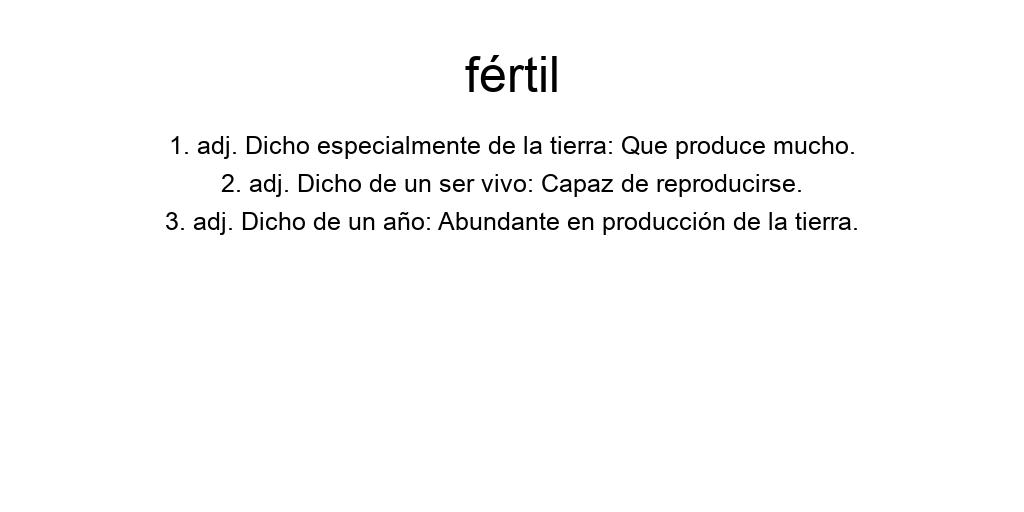 fértil
1. adj. Dicho especialmente de la tierra: Que produce mucho.
2. adj. Dicho de un ser vivo: Capaz de reproducirse.
3. adj. Dicho de un año: Abundante en producción de la tierra.